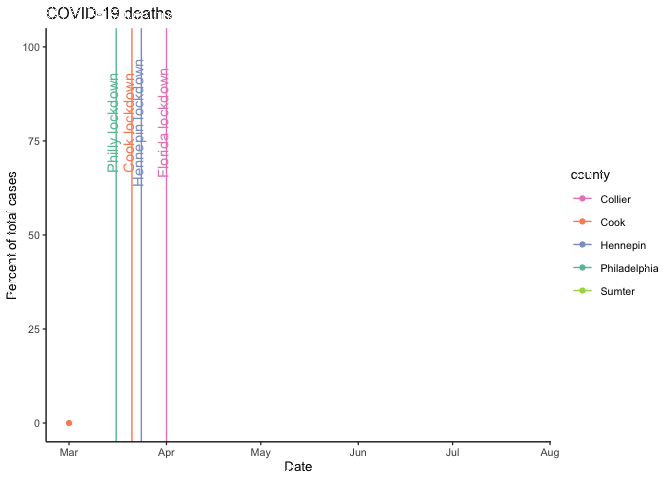 COVID-19 deaths
100
75
50
25
0
Percent of total cases
Philly lockdown
Cook lockdown
Hennepin lockdown
Florida lockdown
Mar
Apr
May
Jun
Jul
Aug
Date
county
Collier
Cook
Hennepin
Philadelphia
Sumter